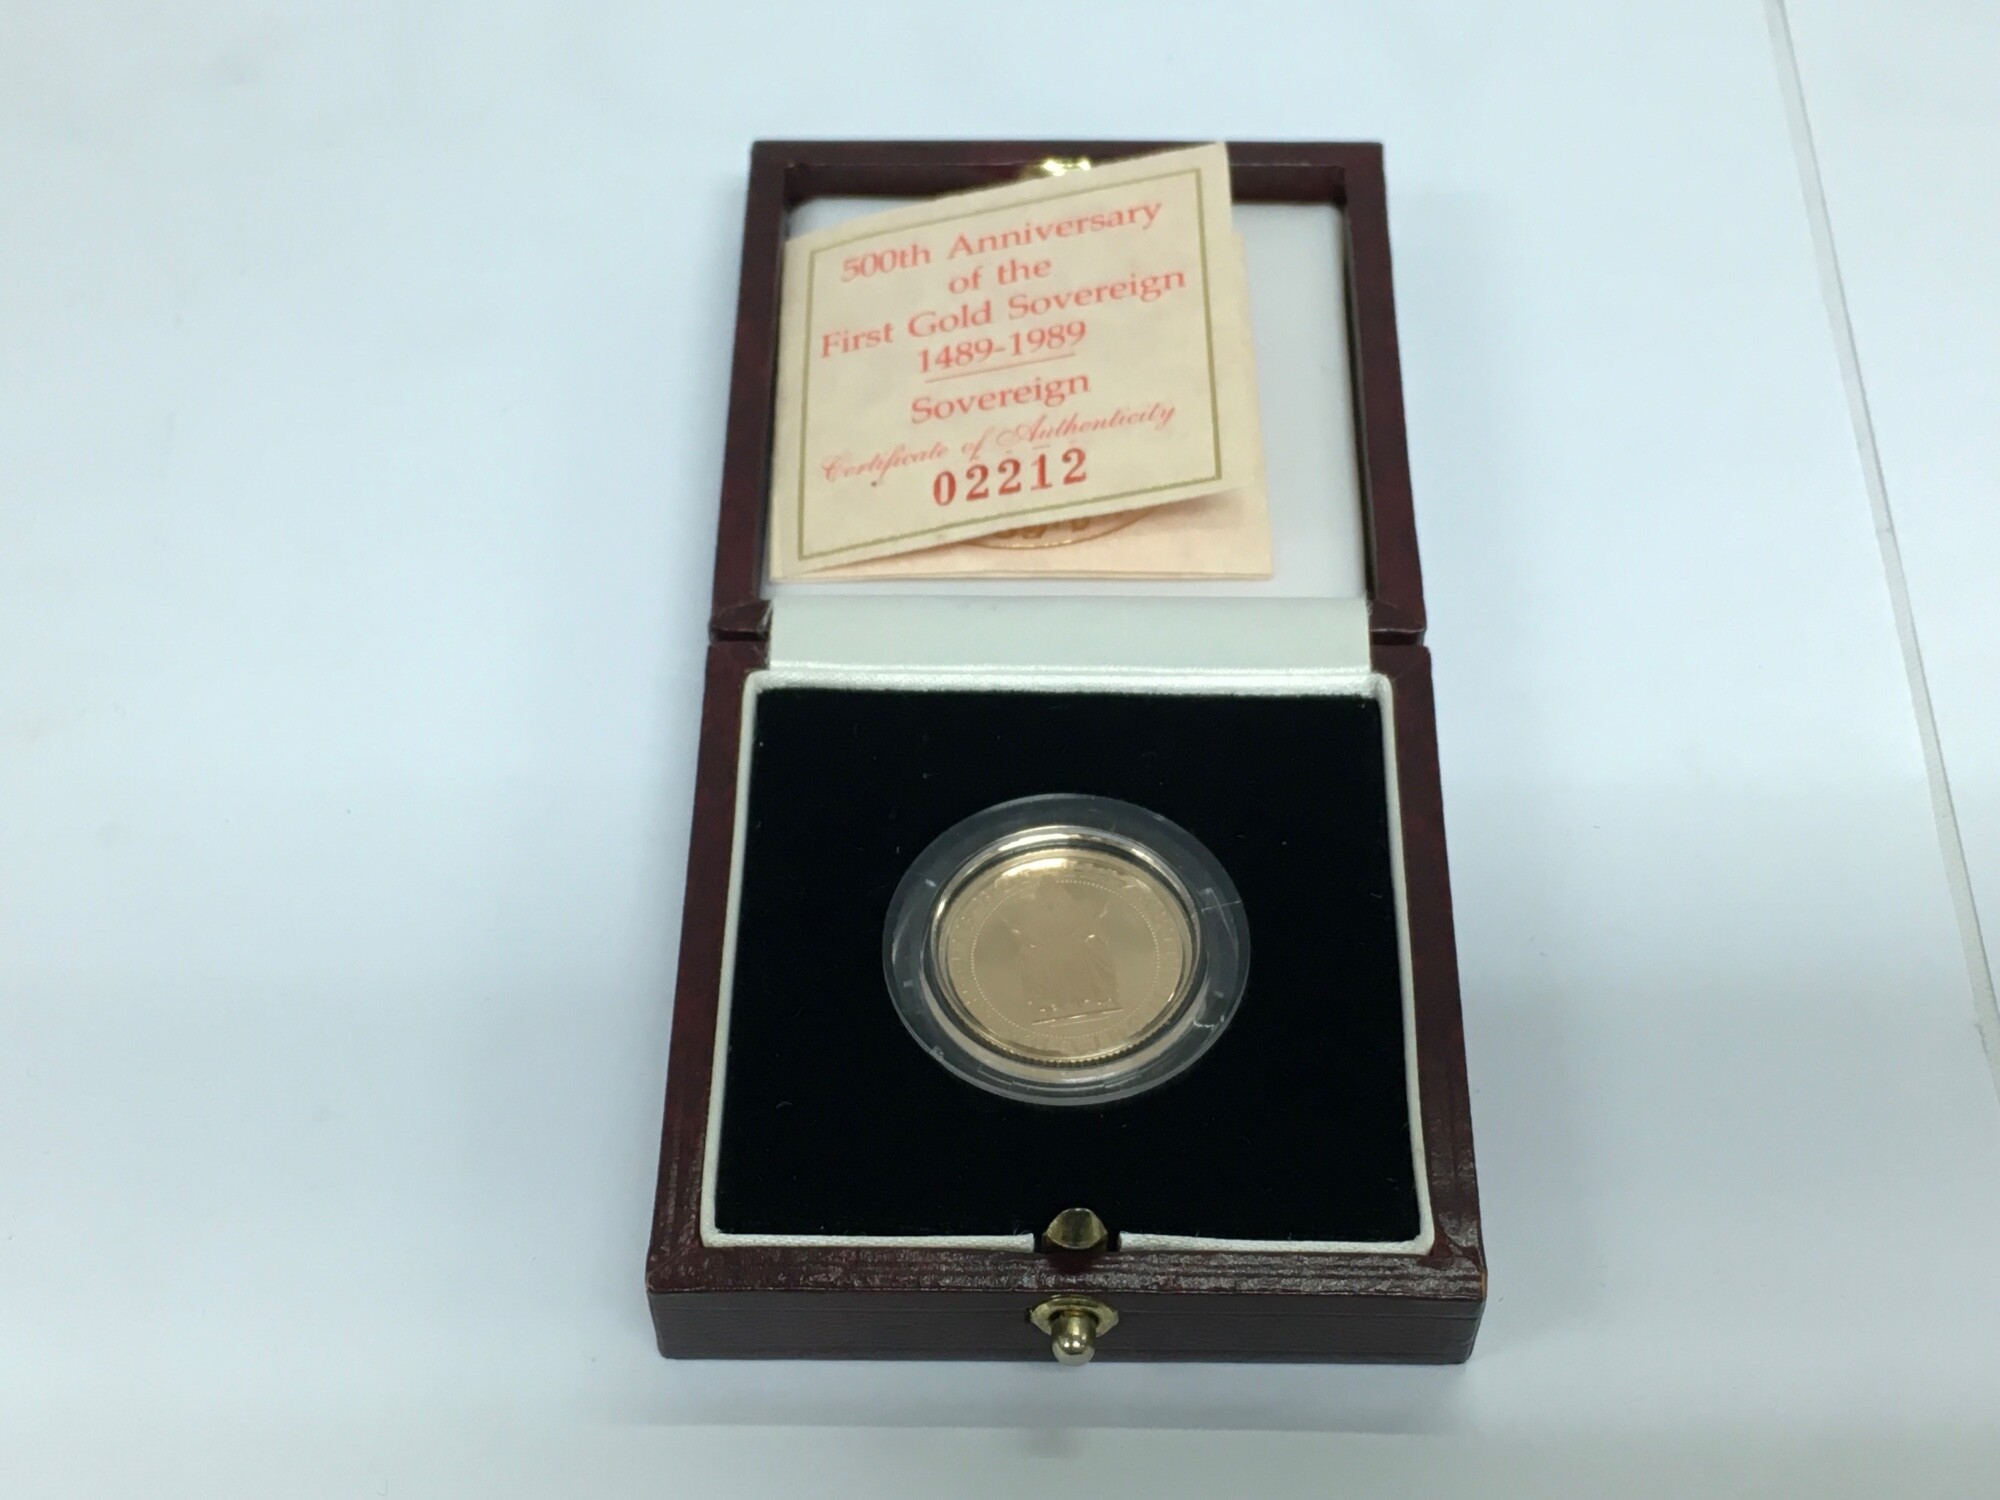 500th Anniversary
of the
First Gold Sovereign
1489-1989
Sovereign
Certificate of Authenticity
02212